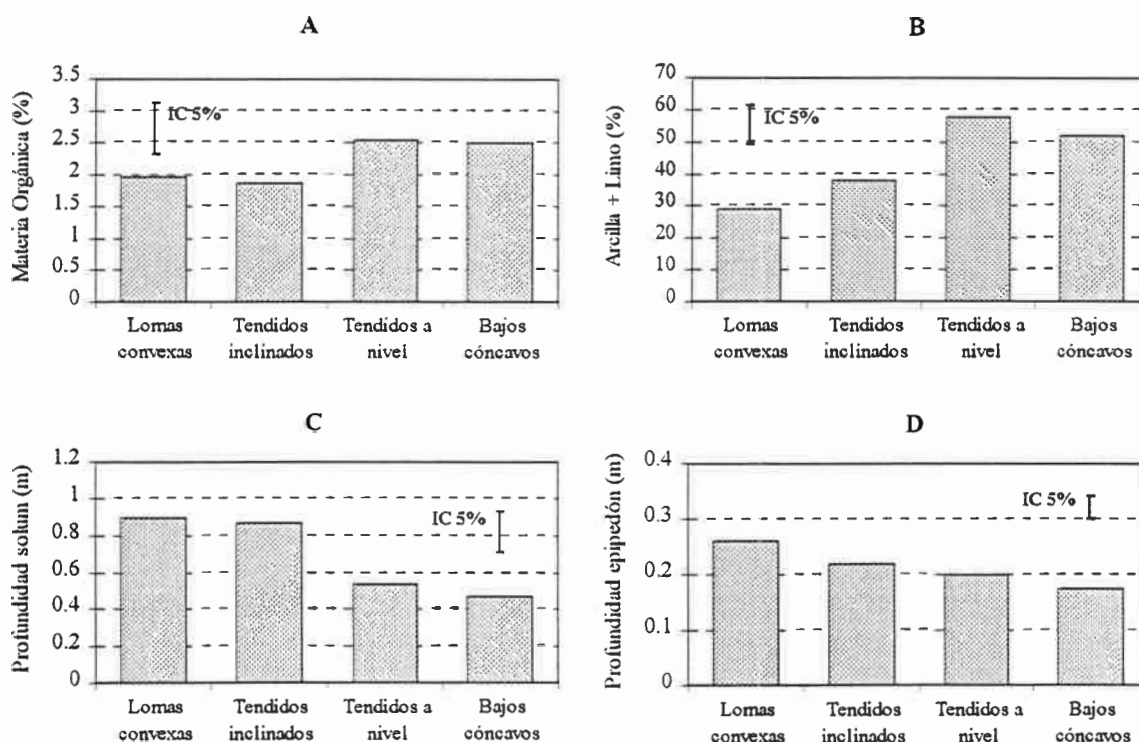 A
Materia Orgánica (%)
3.5
3
2.5
2
1.5
1
0.5
0
IC 5%
Lomas
convexas
Tendidos
inclinados
Tendidos a
nivel
Bajos
cóncavos
B
Arcilla + Limo (%)
70
60
50
40
30
20
10
0
IC 5%
Lomas
convexas
Tendidos
inclinados
Tendidos a
nivel
Bajos
cóncavos
C
Profundidad solum (m)
1.2
1
0.8
0.6
0.4
0.2
0
IC 5%
Lomas
convexas
Tendidos
inclinados
Tendidos a
nivel
Bajos
cóncavos
D
Profundidad epipedón (m)
0.4
0.3
0.2
0.1
0
IC 5%
Lomas
convexas
Tendidos
inclinados
Tendidos a
nivel
Bajos
cóncavos